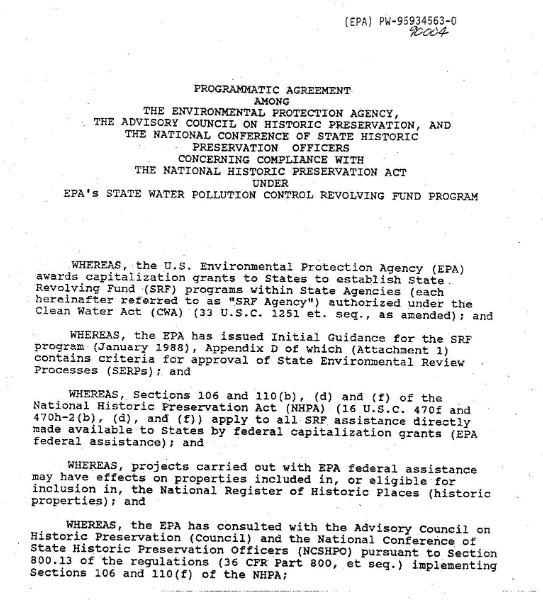 (EPA) PW-95934563-0
90004
PROGRAMMATIC AGREEMENT
AMONG
THE ENVIRONMENTAL PROTECTION AGENCY,
THE ADVISORY COUNCIL ON HISTORIC PRESERVATION, AND
THE NATIONAL CONFERENCE OF STATE HISTORIC
PRESERVATION OFFICERS
CONCERNING COMPLIANCE WITH
THE NATIONAL HISTORIC PRESERVATION ACT
UNDER
EPA's STATE WATER POLLUTION CONTROL REVOLVING FUND PROGRAM
WHEREAS, the U.S. Environmental Protection Agency (EPA)
awards capitalization grants to States to establish State
Revolving Fund (SRF) programs within State Agencies (each
hereinafter referred to as "SRF Agency") authorized under the
Clean Water Act (CWA) (33 U.S.C. 1251 et. seq., as amended); and
WHEREAS, the EPA has issued Initial Guidance for the SRF
program (January 1988), Appendix D of which (Attachment 1)
contains criteria for approval of State Environmental Review
Processes (SERPs); and
WHEREAS, Sections 106 and 110(b), (d) and (f) of the
National Historic Preservation Act (NHPA) (16 U.S.C. 470f and
470h-2(b), (d), and (f)) apply to all SRF assistance directly
made available to States by federal capitalization grants (EPA
federal assistance); and
WHEREAS, projects carried out with EPA federal assistance
may have effects on properties included in, or eligible for
inclusion in, the National Register of Historic Places (historic
properties); and
WHEREAS, the EPA has consulted with the Advisory Council on
Historic Preservation (Council) and the National Conference of
State Historic Preservation Officers (NCSHPO) pursuant to Section
800.13 of the regulations (36 CFR Part 800, et seq.) implementing
Sections 106 and 110(f) of the NHPA;